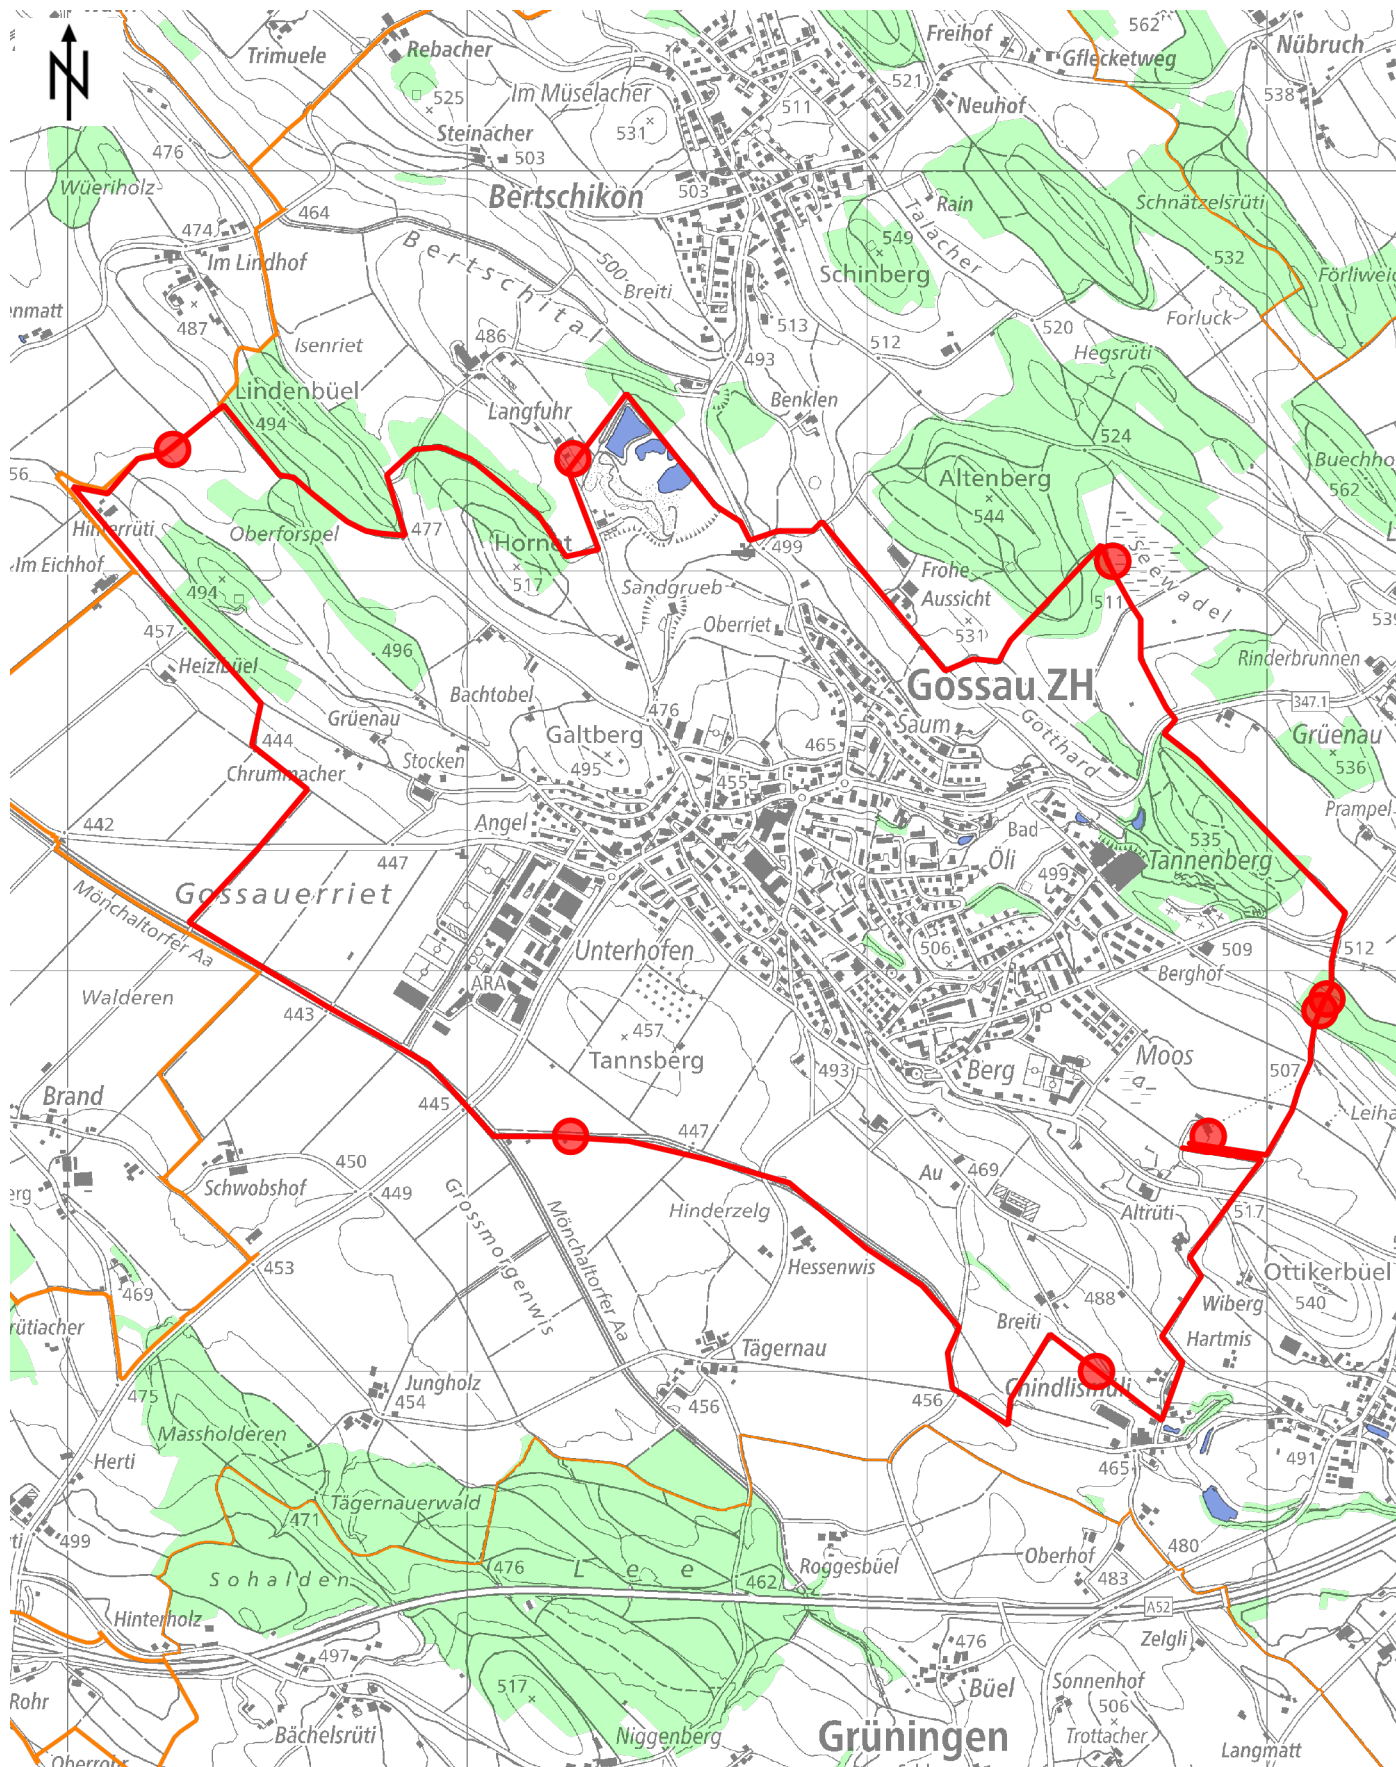 N
Trimuele
Rebacher
525
Im Müselacher
531
511
Freihof
521
Neuhof
562
Gflecketweg
Nübruch
538
476
Wüeriholz
Steinacher
503
Bertschikon
503
Rain
Talacher
Schnätzelsrüti
464
474
Im Lindhof
Bertschital
500
Breiti
549
Schinberg
532
487
Isenriet
486
493
513
512
520
Hegsrüti
Forluck
Lindenbüel
494
Langfuhr
Benklen
524
Altenberg
544
562
Hinterrüti
Oberforspel
477
Hornet
517
499
Im Eichhof
494
Sandgrueb
Frohe
Aussicht
531
511
Seewadel
457
Oberriet
496
Heizibüel
Bachtobel
Gossau ZH
Rinderbrunnen
347.1
Grüenau
476
Saum
Gotthard
Grüenau
536
444
Chrummacher
Stocken
Galtberg
495
465
455
Prampel
442
Angel
Bad
535
447
Öli
Tannenberg
499
Gossauerriet
Mönchaltorfer Aa
Unterhofen
506
509
Berghof
512
Walderen
ARA
443
457
Tannsberg
493
Berg
Moos
507
Brand
445
447
450
Schwobshof
449
Au
469
Altrüti
517
Grossmorgenwis
Mönchaltorfer Aa
Hinderzelg
Hessenwis
453
Ottikerbüel
540
469
488
Wiberg
Breiti
Hartmis
Tägernau
475
Jungholz
454
456
456
Chindlismüli
Massholderen
Herti
465
491
Tägernauerwald
471
499
476
Lee
462
Roggesbüel
Oberhof
483
480
Sohalden
Hinterholz
A52
Zelgli
497
476
Büel
Sonnenhof
506
Trottacher
Rohr
517
Bächelsrüti
Niggenberg
Grüningen
Langmatt